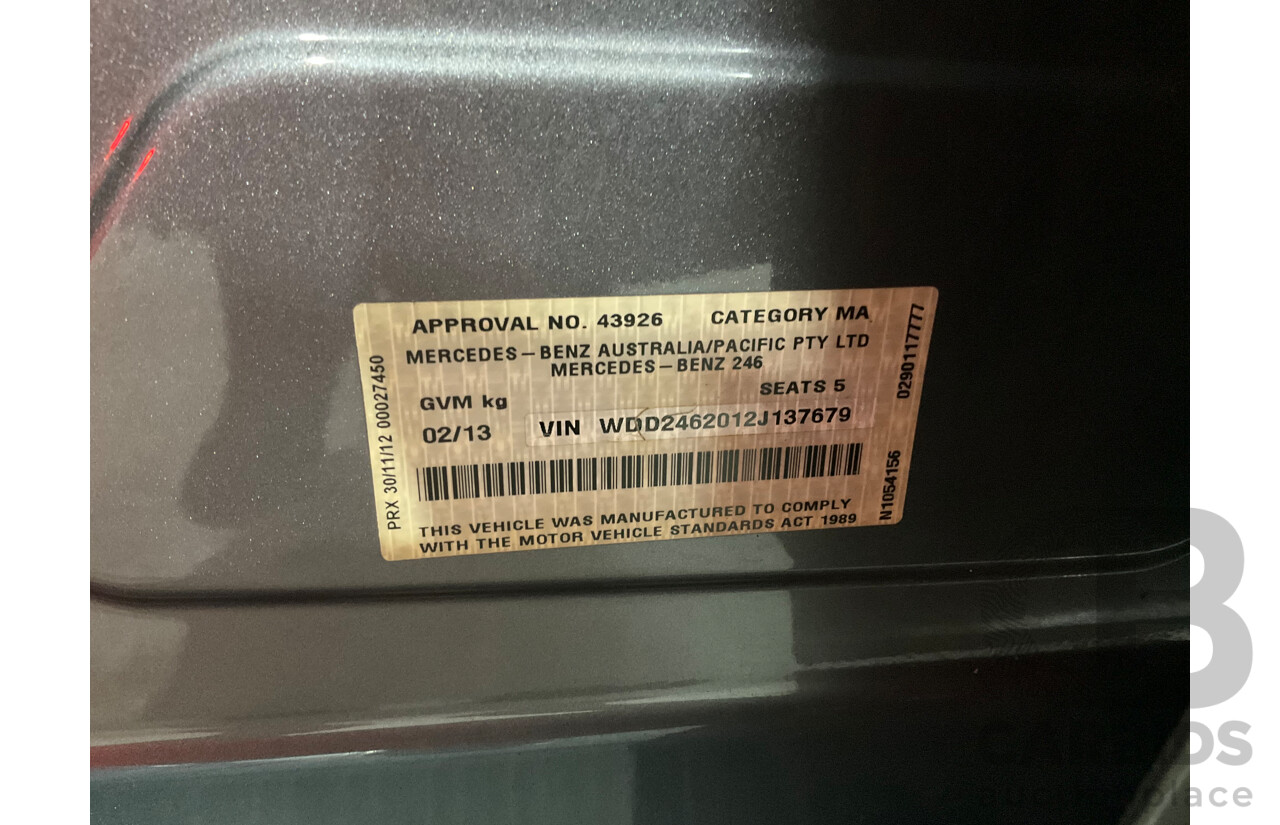 APPROVAL NO. 43926 CATEGORY MA
MERCEDES-BENZ AUSTRALIA/PACIFIC PTY LTD
MERCEDES-BENZ 246
GVM kg SEATS 5
02/13 VIN WDD2462012J137679
THIS VEHICLE WAS MANUFACTURED TO COMPLY
WITH THE MOTOR VEHICLE STANDARDS ACT 1989
PRX 30/11/12 00027450
0290117777
N1054156